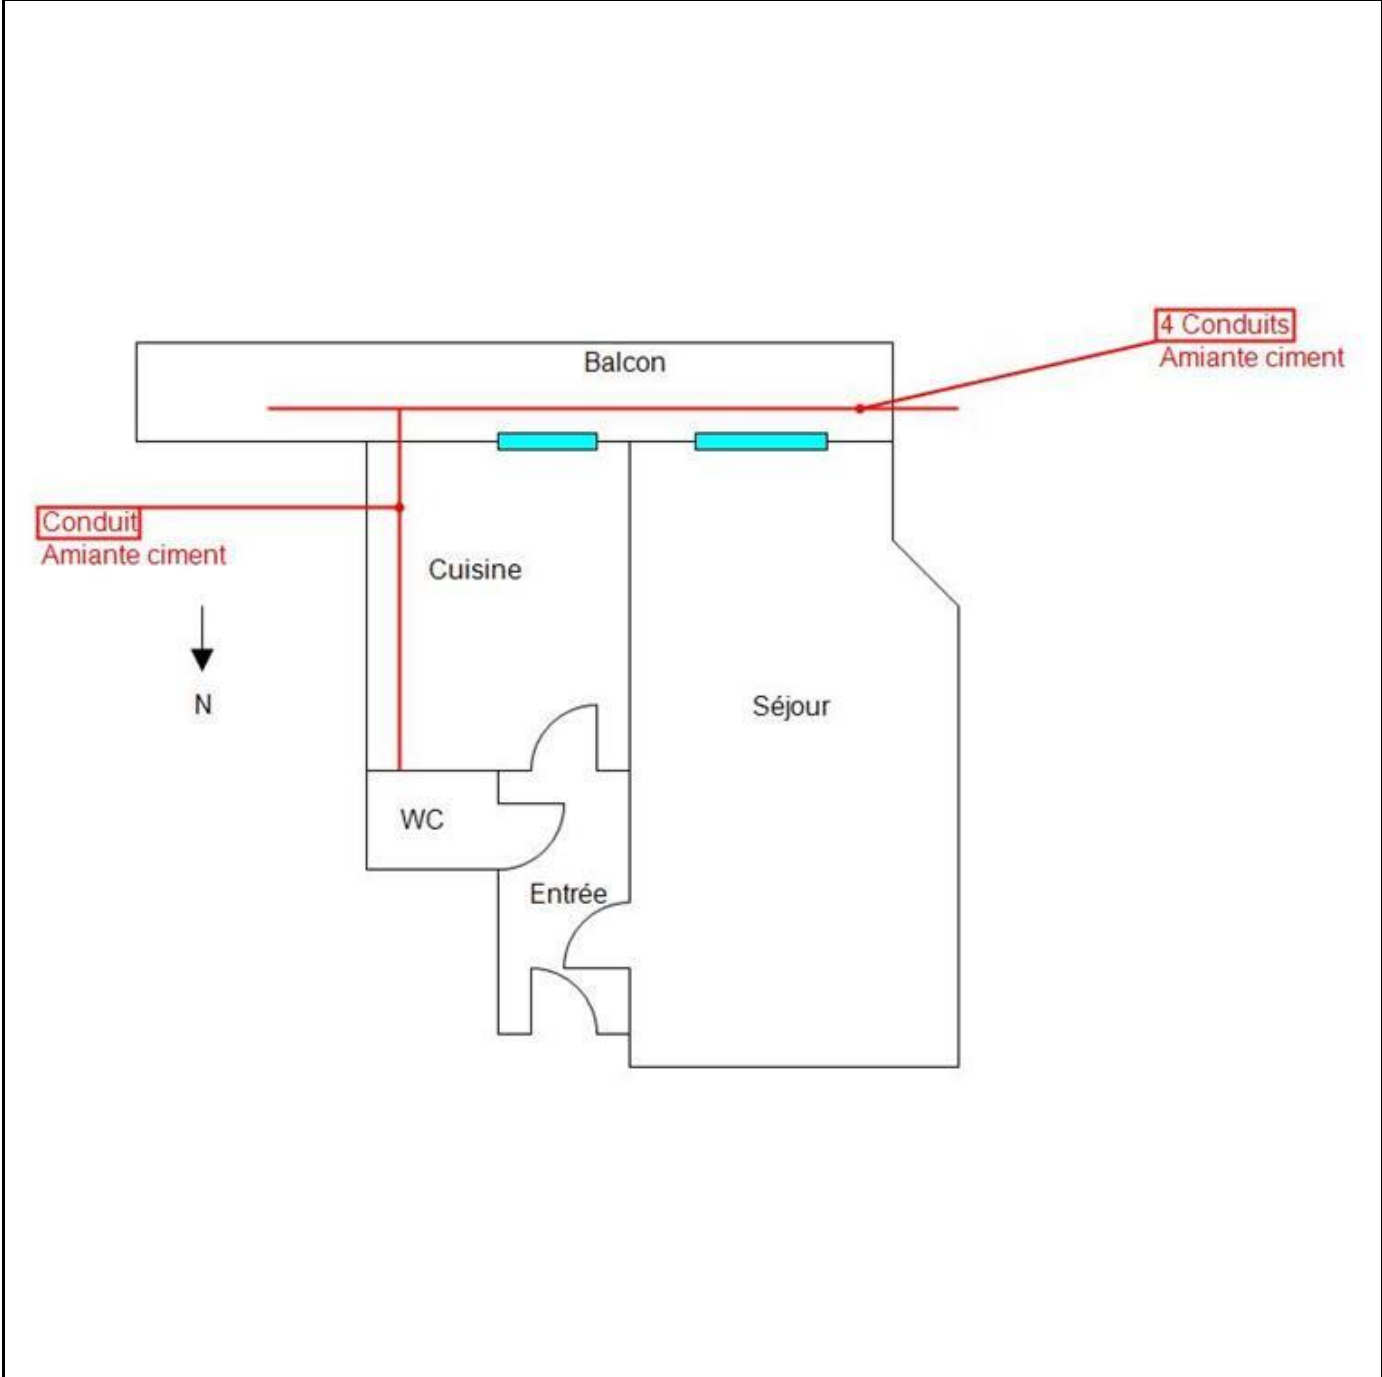 4 Conduits
Amiante ciment
Balcon
Conduit
Amiante ciment
Cuisine
N
Séjour
WC
Entrée